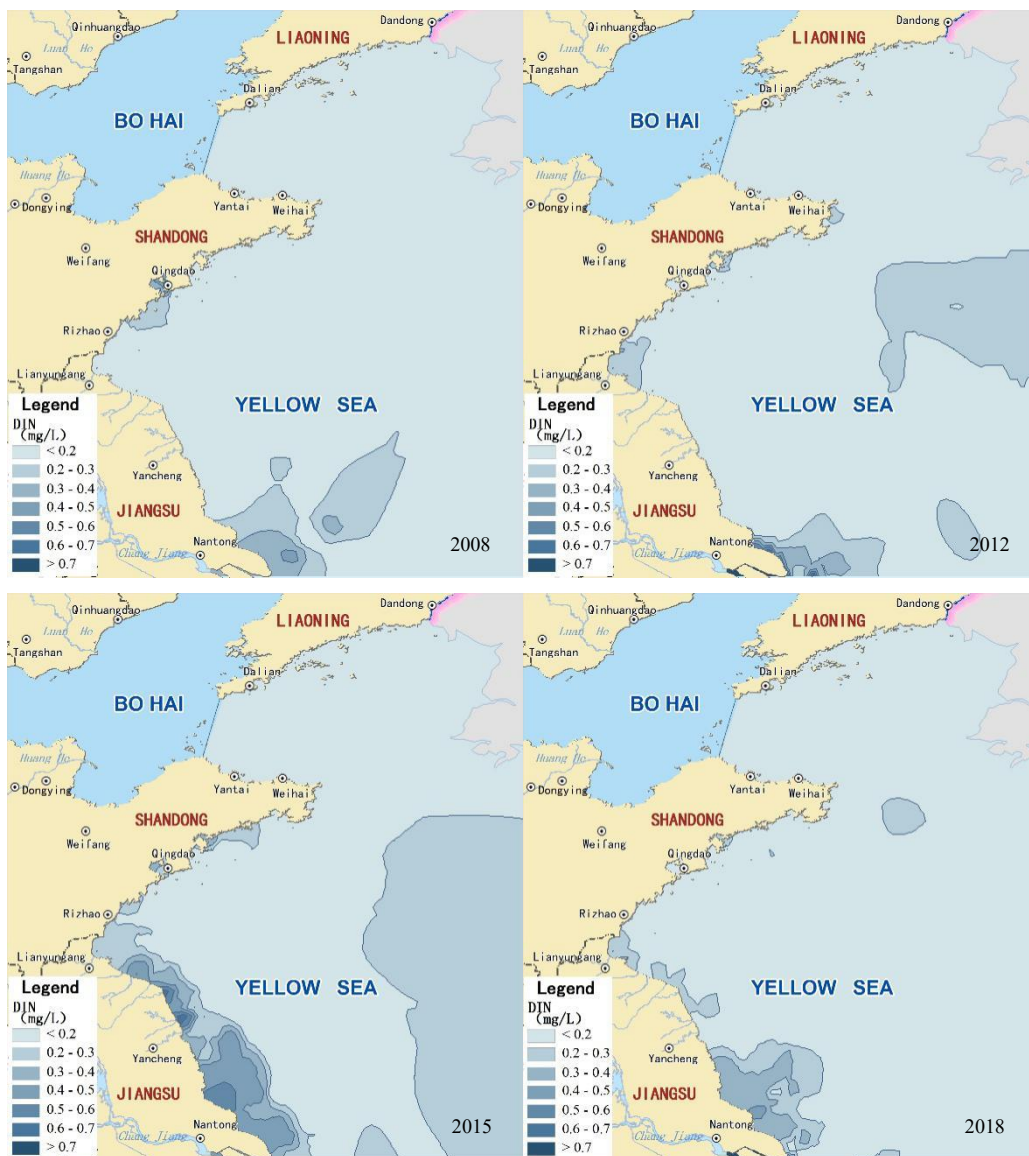 Qinhuangdao
Luan Ho
Tangshan
LIAONING
Dandong
Dalian
BO HAI
Huang Ho
Dongying
Yantai
Weihai
SHANDONG
Weifang
Qingdao
Rizhao
Lianyungang
YELLOW SEA
Legend
DIN
(mg/L)
< 0.2
0.2 - 0.3
0.3 - 0.4
0.4 - 0.5
0.5 - 0.6
0.6 - 0.7
> 0.7
Yancheng
JIANGSU
Nantong
Chang Jiang
2008
Qinhuangdao
Luan Ho
Tangshan
LIAONING
Dandong
Dalian
BO HAI
Huang Ho
Dongying
Yantai
Weihai
SHANDONG
Weifang
Qingdao
Rizhao
Lianyungang
YELLOW SEA
Legend
DIN
(mg/L)
< 0.2
0.2 - 0.3
0.3 - 0.4
0.4 - 0.5
0.5 - 0.6
0.6 - 0.7
> 0.7
Yancheng
JIANGSU
Nantong
Chang Jiang
2012
Qinhuangdao
Luan Ho
Tangshan
LIAONING
Dandong
Dalian
BO HAI
Huang Ho
Dongying
Yantai
Weihai
SHANDONG
Weifang
Qingdao
Rizhao
Lianyungang
YELLOW SEA
Legend
DIN
(mg/L)
< 0.2
0.2 - 0.3
0.3 - 0.4
0.4 - 0.5
0.5 - 0.6
0.6 - 0.7
> 0.7
Yancheng
JIANGSU
Nantong
Chang Jiang
2015
Qinhuangdao
Luan Ho
Tangshan
LIAONING
Dandong
Dalian
BO HAI
Huang Ho
Dongying
Yantai
Weihai
SHANDONG
Weifang
Qingdao
Rizhao
Lianyungang
YELLOW SEA
Legend
DIN
(mg/L)
< 0.2
0.2 - 0.3
0.3 - 0.4
0.4 - 0.5
0.5 - 0.6
0.6 - 0.7
> 0.7
Yancheng
JIANGSU
Nantong
Chang Jiang
2018